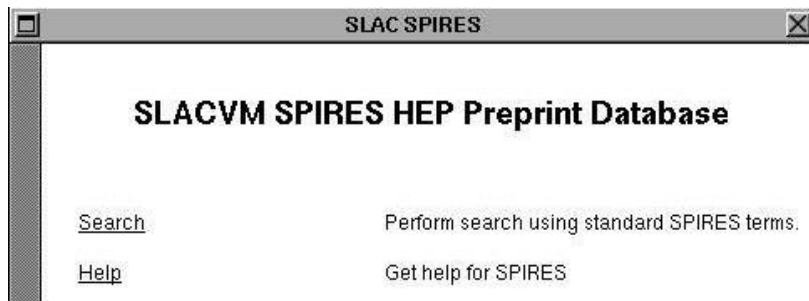 SLAC SPIRES
SLACVM SPIRES HEP Preprint Database
Search Perform search using standard SPIRES terms.
Help Get help for SPIRES